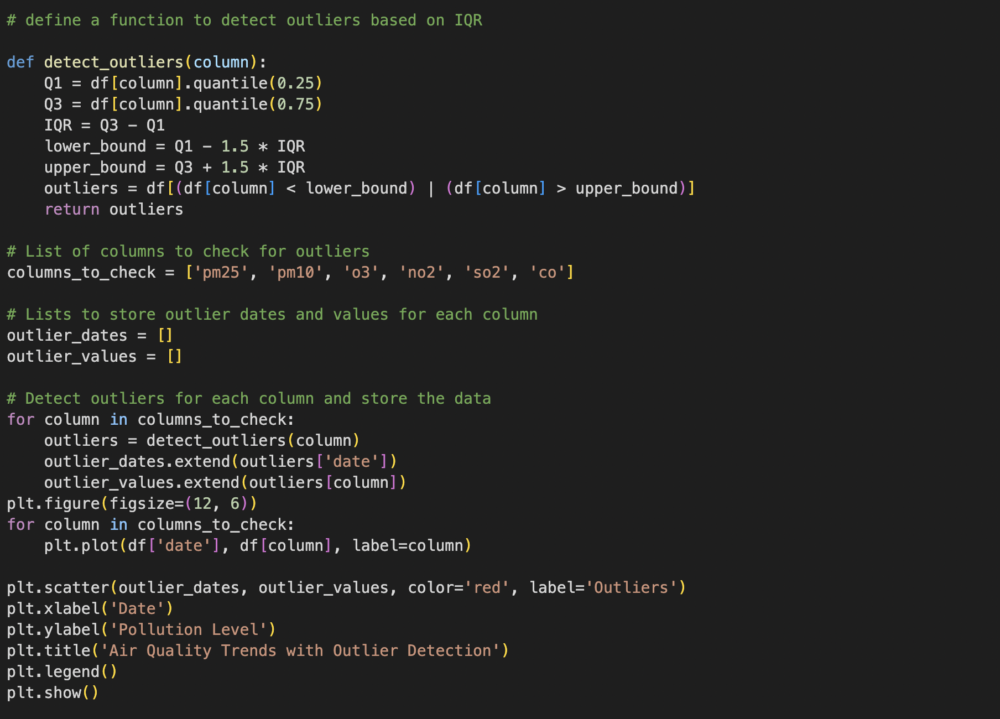 # define a function to detect outliers based on IQR
def detect_outliers(column):
    Q1 = df[column].quantile(0.25)
    Q3 = df[column].quantile(0.75)
    IQR = Q3 - Q1
    lower_bound = Q1 - 1.5 * IQR
    upper_bound = Q3 + 1.5 * IQR
    outliers = df[(df[column] < lower_bound) | (df[column] > upper_bound)]
    return outliers
# List of columns to check for outliers
columns_to_check = ['pm25', 'pm10', 'o3', 'no2', 'so2', 'co']
# Lists to store outlier dates and values for each column
outlier_dates = []
outlier_values = []
# Detect outliers for each column and store the data
for column in columns_to_check:
    outliers = detect_outliers(column)
    outlier_dates.extend(outliers['date'])
    outlier_values.extend(outliers[column])
plt.figure(figsize=(12, 6))
for column in columns_to_check:
    plt.plot(df['date'], df[column], label=column)
plt.scatter(outlier_dates, outlier_values, color='red', label='Outliers')
plt.xlabel('Date')
plt.ylabel('Pollution Level')
plt.title('Air Quality Trends with Outlier Detection')
plt.legend()
plt.show()